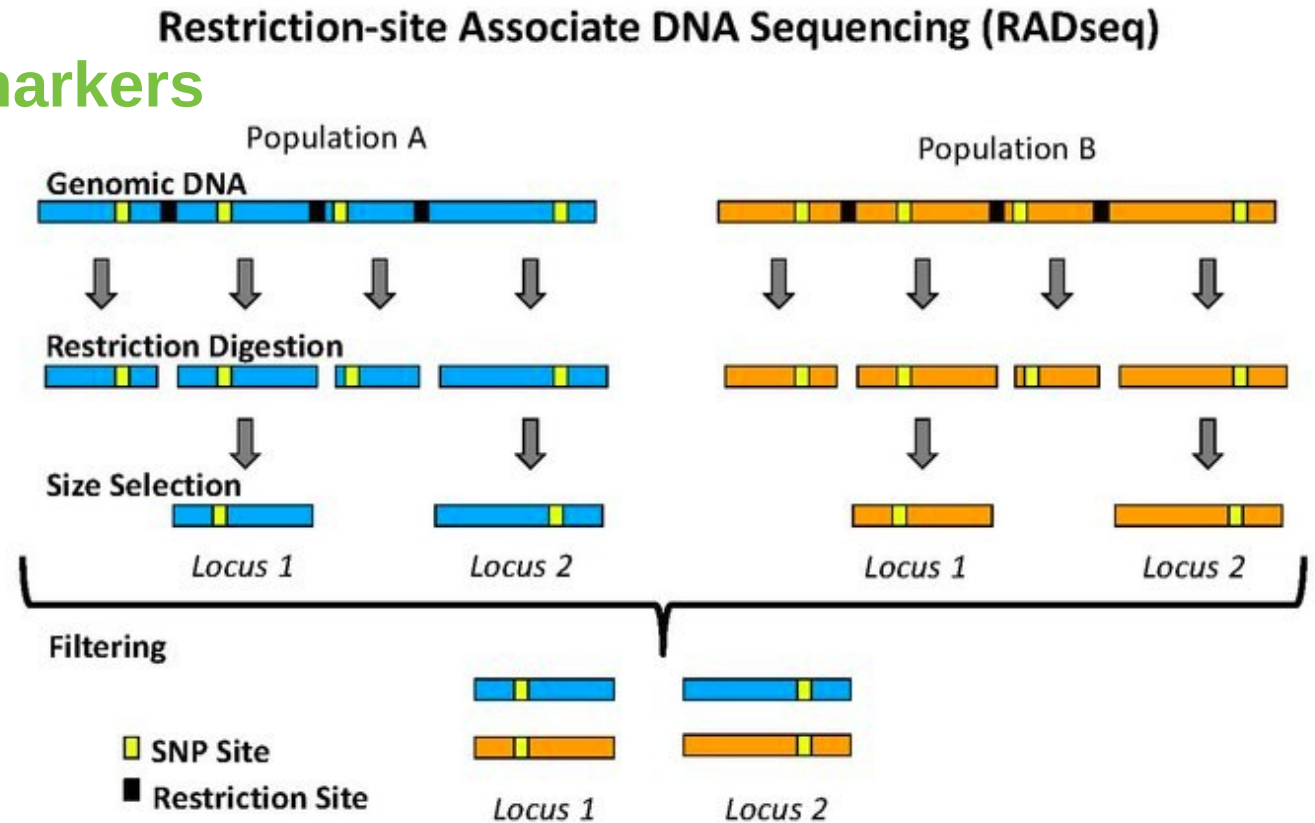 Restriction-site Associate DNA Sequencing (RADseq)
Population A
Population B
Genomic DNA
Restriction Digestion
Size Selection
Locus 1
Locus 2
Locus 1
Locus 2
Filtering
SNP Site
Restriction Site
Locus 1
Locus 2